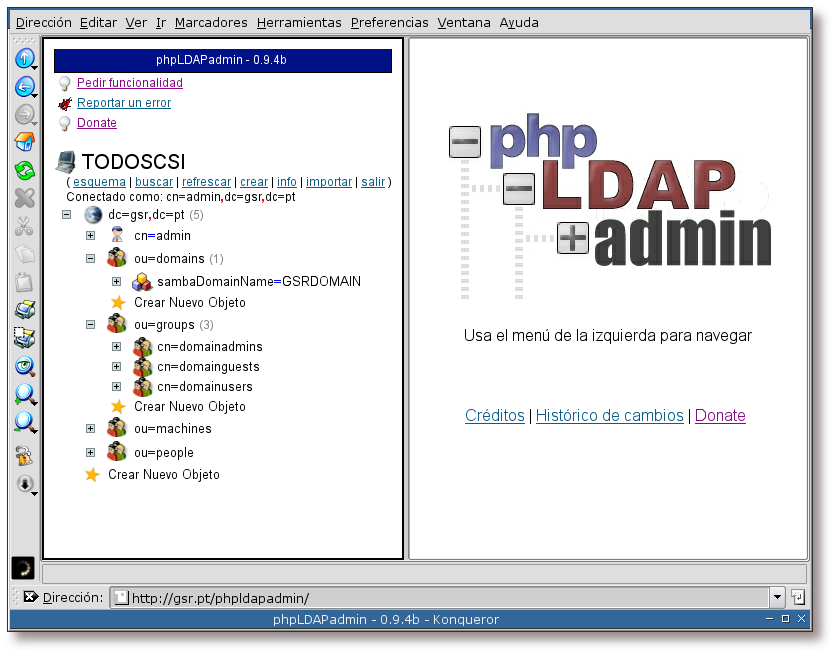 Dirección Editar Ver Ir Marcadores Herramientas Preferencias Ventana Ayuda
phpLDAPadmin - 0.9.4b
Pedir funcionalidad
Reportar un error
Donate
TODOSCSI
( esquema | buscar | refrescar | crear | info | importar | salir )
Conectado como: cn=admin,dc=gsr,dc=pt
dc=gsr,dc=pt (5)
cn=admin
ou=domains (1)
sambaDomainName=GSRDOMAIN
Crear Nuevo Objeto
ou=groups (3)
cn=domainadmins
cn=domainguests
cn=domainusers
Crear Nuevo Objeto
ou=machines
ou=people
Crear Nuevo Objeto
php
LDAP
admin
Usa el menú de la izquierda para navegar
Créditos | Histórico de cambios | Donate
Dirección: http://gsr.pt/phpldapadmin/
phpLDAPadmin - 0.9.4b - Konqueror